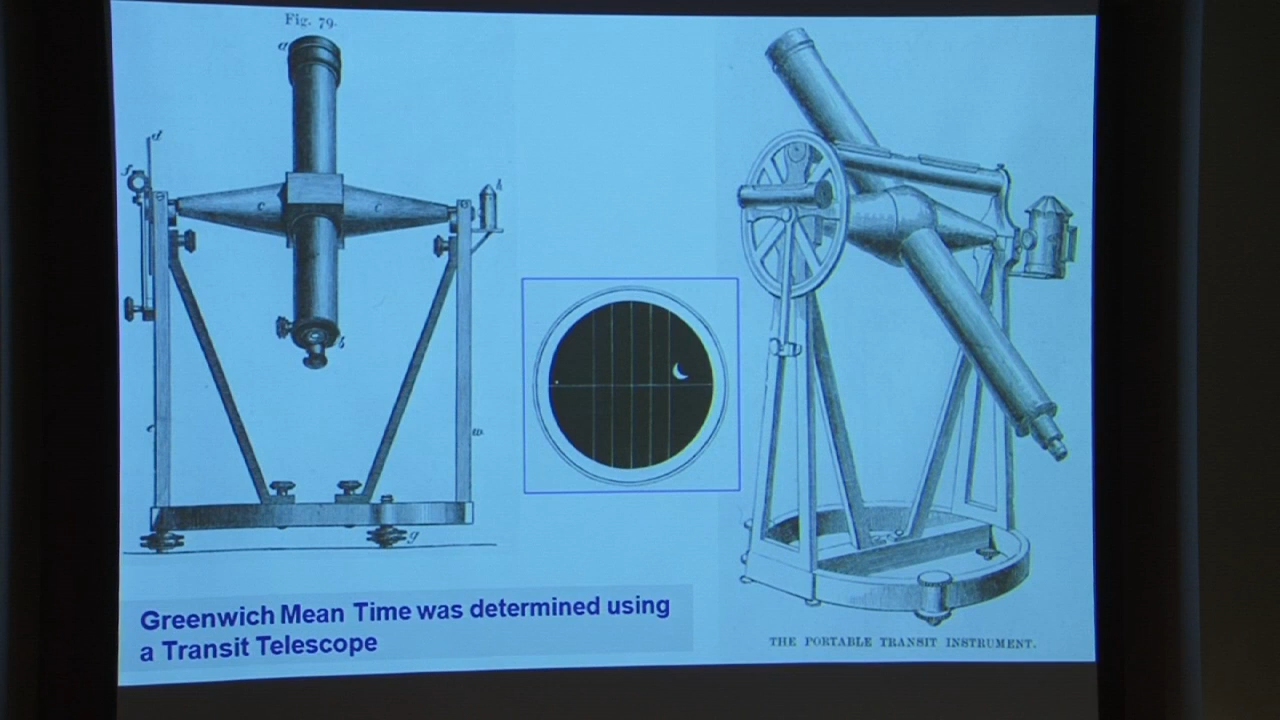 Fig. 79.
a
d
f
h
c
c
b
e
w
g
Greenwich Mean Time was determined using
a Transit Telescope
THE PORTABLE TRANSIT INSTRUMENT.